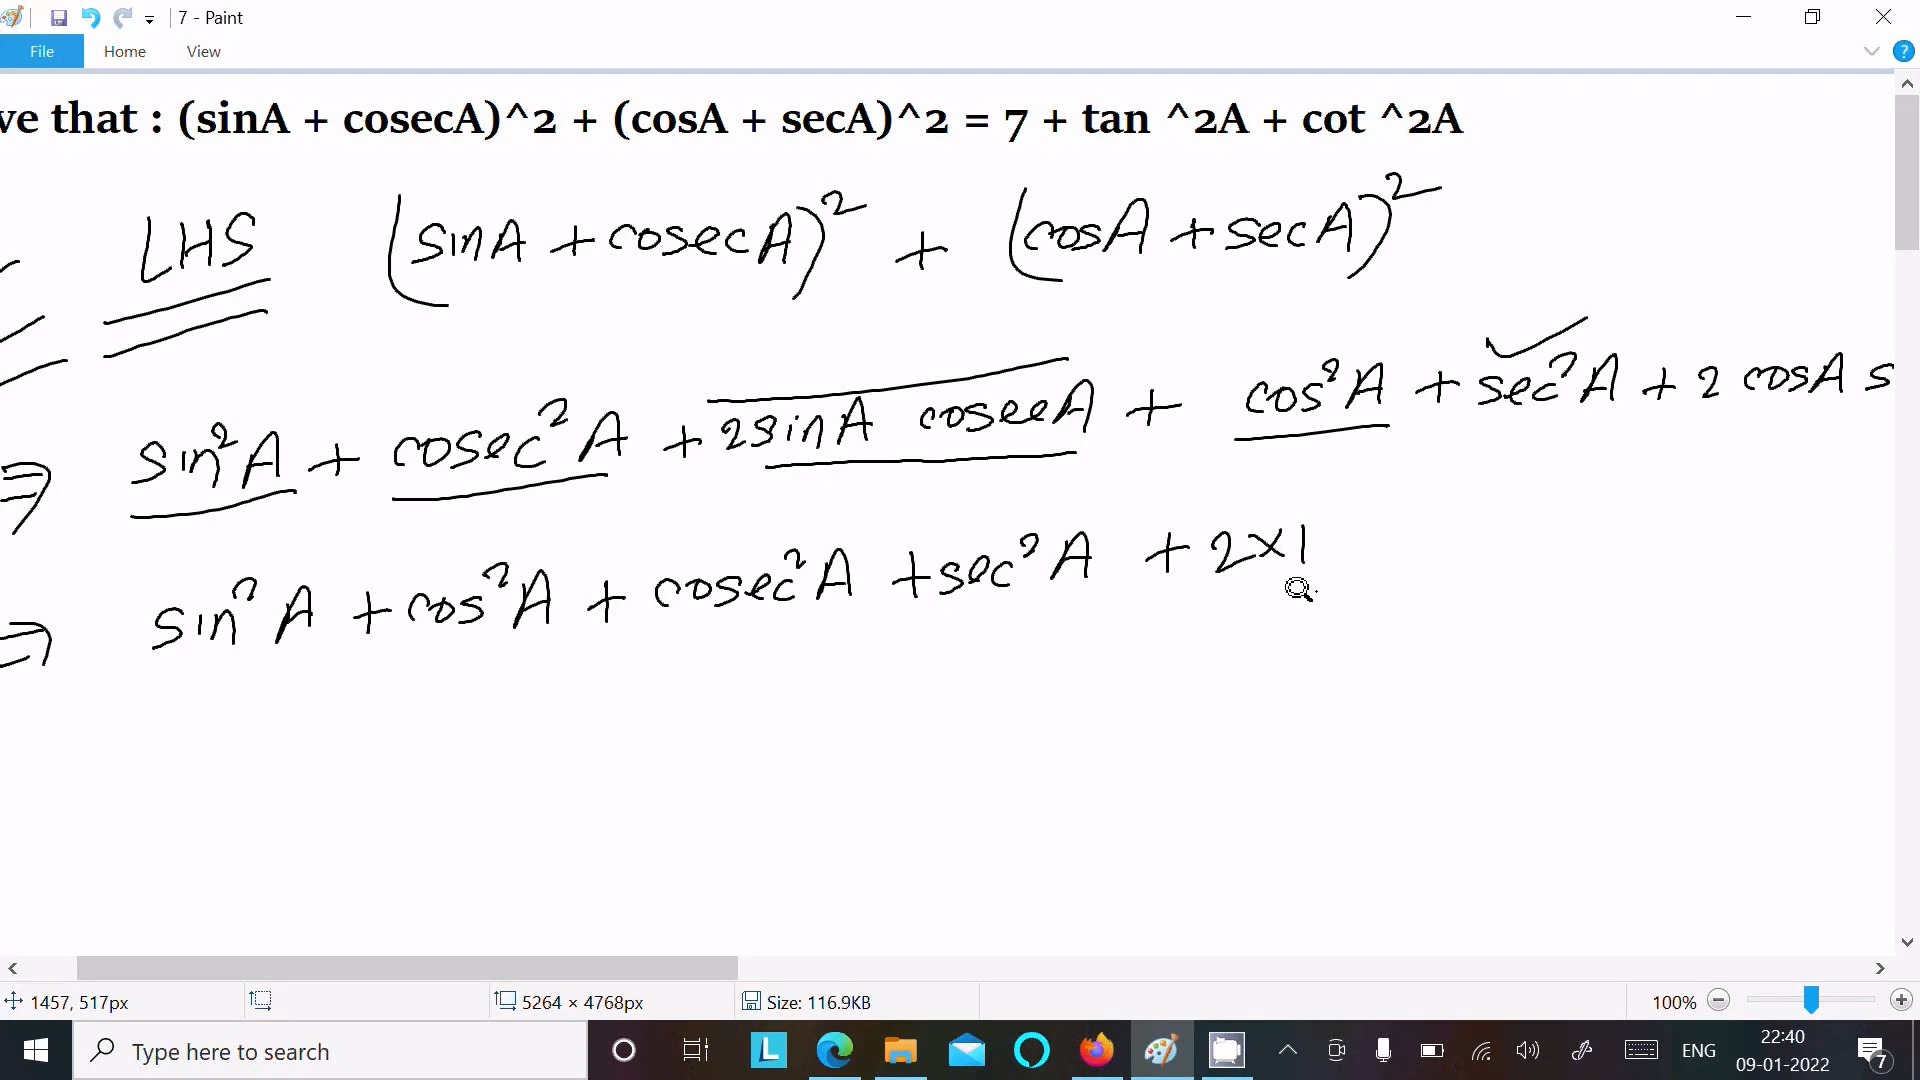 7 - Paint
File Home View
ve that : (sinA + cosecA)^2 + (cosA + secA)^2 = 7 + tan ^2A + cot ^2A
LHS (sinA + cosecA)² + (cosA + secA)²
⇒ sin²A + cosec²A + 2sinA cosecA + cos²A + sec²A + 2 cosA s
⇒ sin²A + cos²A + cosec²A + sec²A + 2×1
1457, 517px 5264 × 4768px Size: 116.9KB 100%
Type here to search
L
ENG
22:40
09-01-2022
7